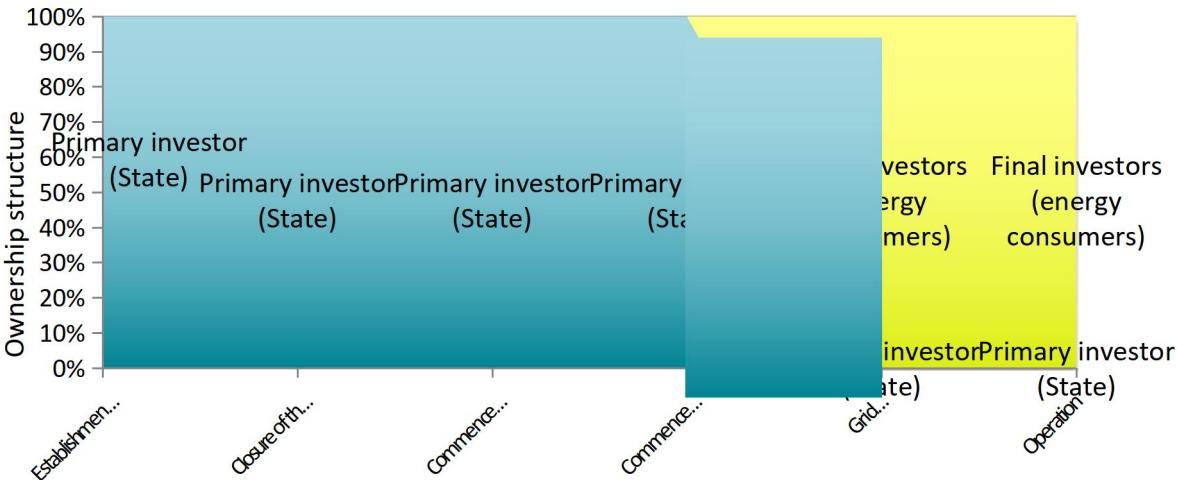 100%
90%
80%
70%
60%
50%
40%
30%
20%
10%
0%
Ownership structure
Primary investor
(State)
Primary investor
(State)
Primary investor
(State)
Primary
(Sta
vestors
ergy
mers)
Final investors
(energy
consumers)
investor
ate)
Primary investor
(State)
Establishmen...
Closure of th...
Commence...
Commence...
Grid...
Operation